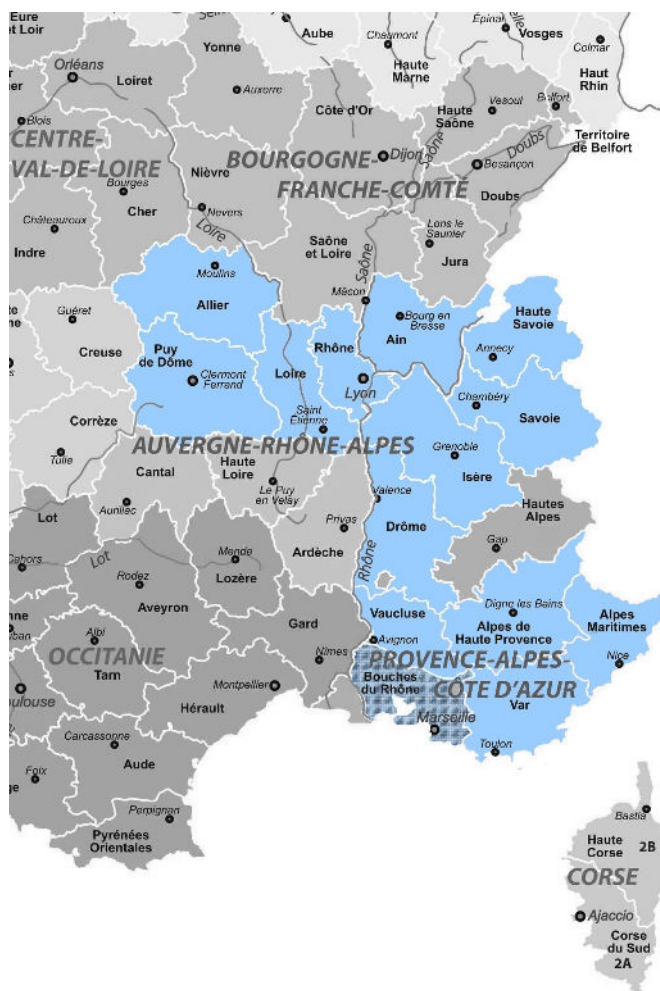 Eure
et Loir
Yonne
Aube
Chaumont
Haute
Marne
Épinal
Vosges
Colmar
Haut
Rhin
Orléans
Loiret
Auxerre
Côte d'Or
Haute
Saône
Vesoul
Belfort
Territoire
de Belfort
Blois
CENTRE-
VAL-DE-LOIRE
BOURGOGNE-
FRANCHE-COMTÉ
Dijon
Saône
Besançon
Doubs
Doubs
Bourges
Cher
Nièvre
Nevers
Loire
Châteauroux
Indre
Saône
et Loire
Saône
Lons le
Saunier
Jura
Mâcon
Moulins
Allier
Guéret
Creuse
Puy
de Dôme
Clermont
Ferrand
Loire
Rhône
Lyon
Ain
Bourg en
Bresse
Haute
Savoie
Annecy
Chambéry
Savoie
Corrèze
Tulle
Saint
Étienne
AUVERGNE-RHÔNE-ALPES
Grenoble
Isère
Cantal
Aurillac
Haute
Loire
Le Puy
en Velay
Valence
Privas
Ardèche
Drôme
Rhône
Hautes
Alpes
Gap
Lot
Cahors
Lot
Rodez
Aveyron
Mende
Lozère
Gard
Nîmes
Vaucluse
Avignon
Digne les Bains
Alpes de
Haute Provence
Alpes
Maritimes
Nice
Albi
Tarn
OCCITANIE
PROVENCE-ALPES-
CÔTE D'AZUR
Bouches
du Rhône
Marseille
Var
Toulon
oulouse
Montpellier
Hérault
Carcassonne
Aude
Foix
ge
Perpignan
Pyrénées
Orientales
Bastia
Haute
Corse
2B
CORSE
Ajaccio
Corse
du Sud
2A